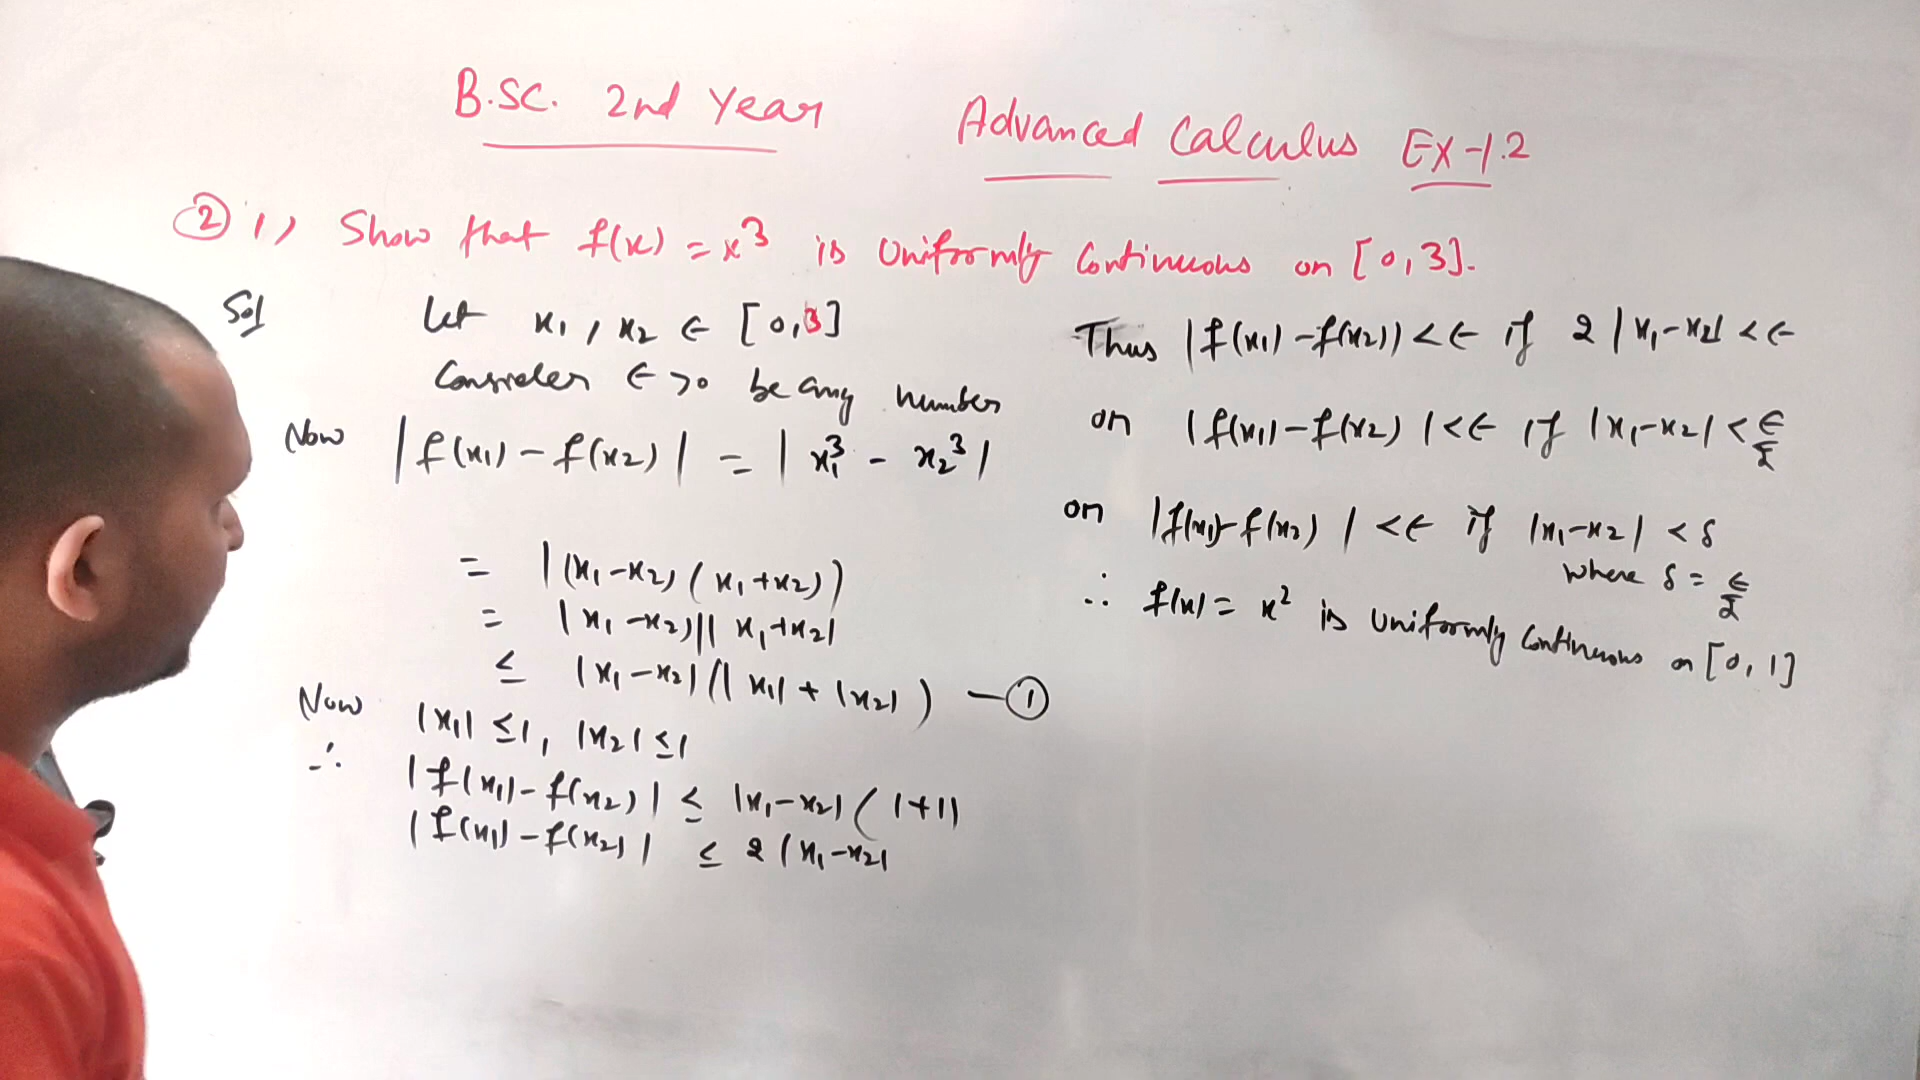 B.SC. 2nd Year Advanced Calculus EX-1.2
② 1) Show that f(x) = x³ is Uniformly Continuous on [0,3].
Sol Let x₁, x₂ ∈ [0,3]
Consider ∈ >0 be any number
Now |f(x₁) - f(x₂)| = |x₁³ - x₂³|
= |(x₁-x₂)(x₁+x₂)|
= |x₁-x₂||x₁+x₂|
≤ |x₁-x₂|(|x₁|+|x₂|) —①
Now |x₁| ≤1, |x₂| ≤1
∴ |f(x₁)-f(x₂)| ≤ |x₁-x₂|(1+1)
|f(x₁)-f(x₂)| ≤ 2|x₁-x₂|
Thus |f(x₁)-f(x₂)| <∈ if 2|x₁-x₂| <∈
or |f(x₁)-f(x₂)| <∈ if |x₁-x₂| < ∈/2
or |f(x₁)-f(x₂)| <∈ if |x₁-x₂| < δ
where δ = ∈/2
∴ f(x) = x² is Uniformly Continuous on [0,1]